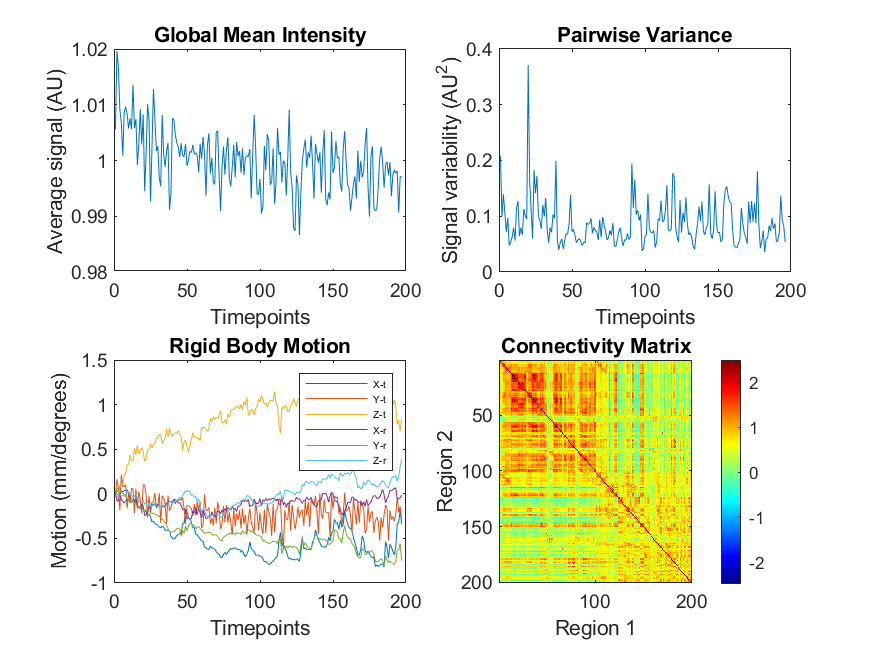 Global Mean Intensity
1.02
1.01
1
0.99
0.98
Average signal (AU)
0 50 100 150 200
Timepoints
Pairwise Variance
0.4
0.3
0.2
0.1
0
Signal variability (AU²)
0 50 100 150 200
Timepoints
Rigid Body Motion
1.5
1
0.5
0
-0.5
-1
Motion (mm/degrees)
X-t
Y-t
Z-t
X-r
Y-r
Z-r
0 50 100 150 200
Timepoints
Connectivity Matrix
50
100
150
200
Region 2
100 200
Region 1
2
1
0
-1
-2